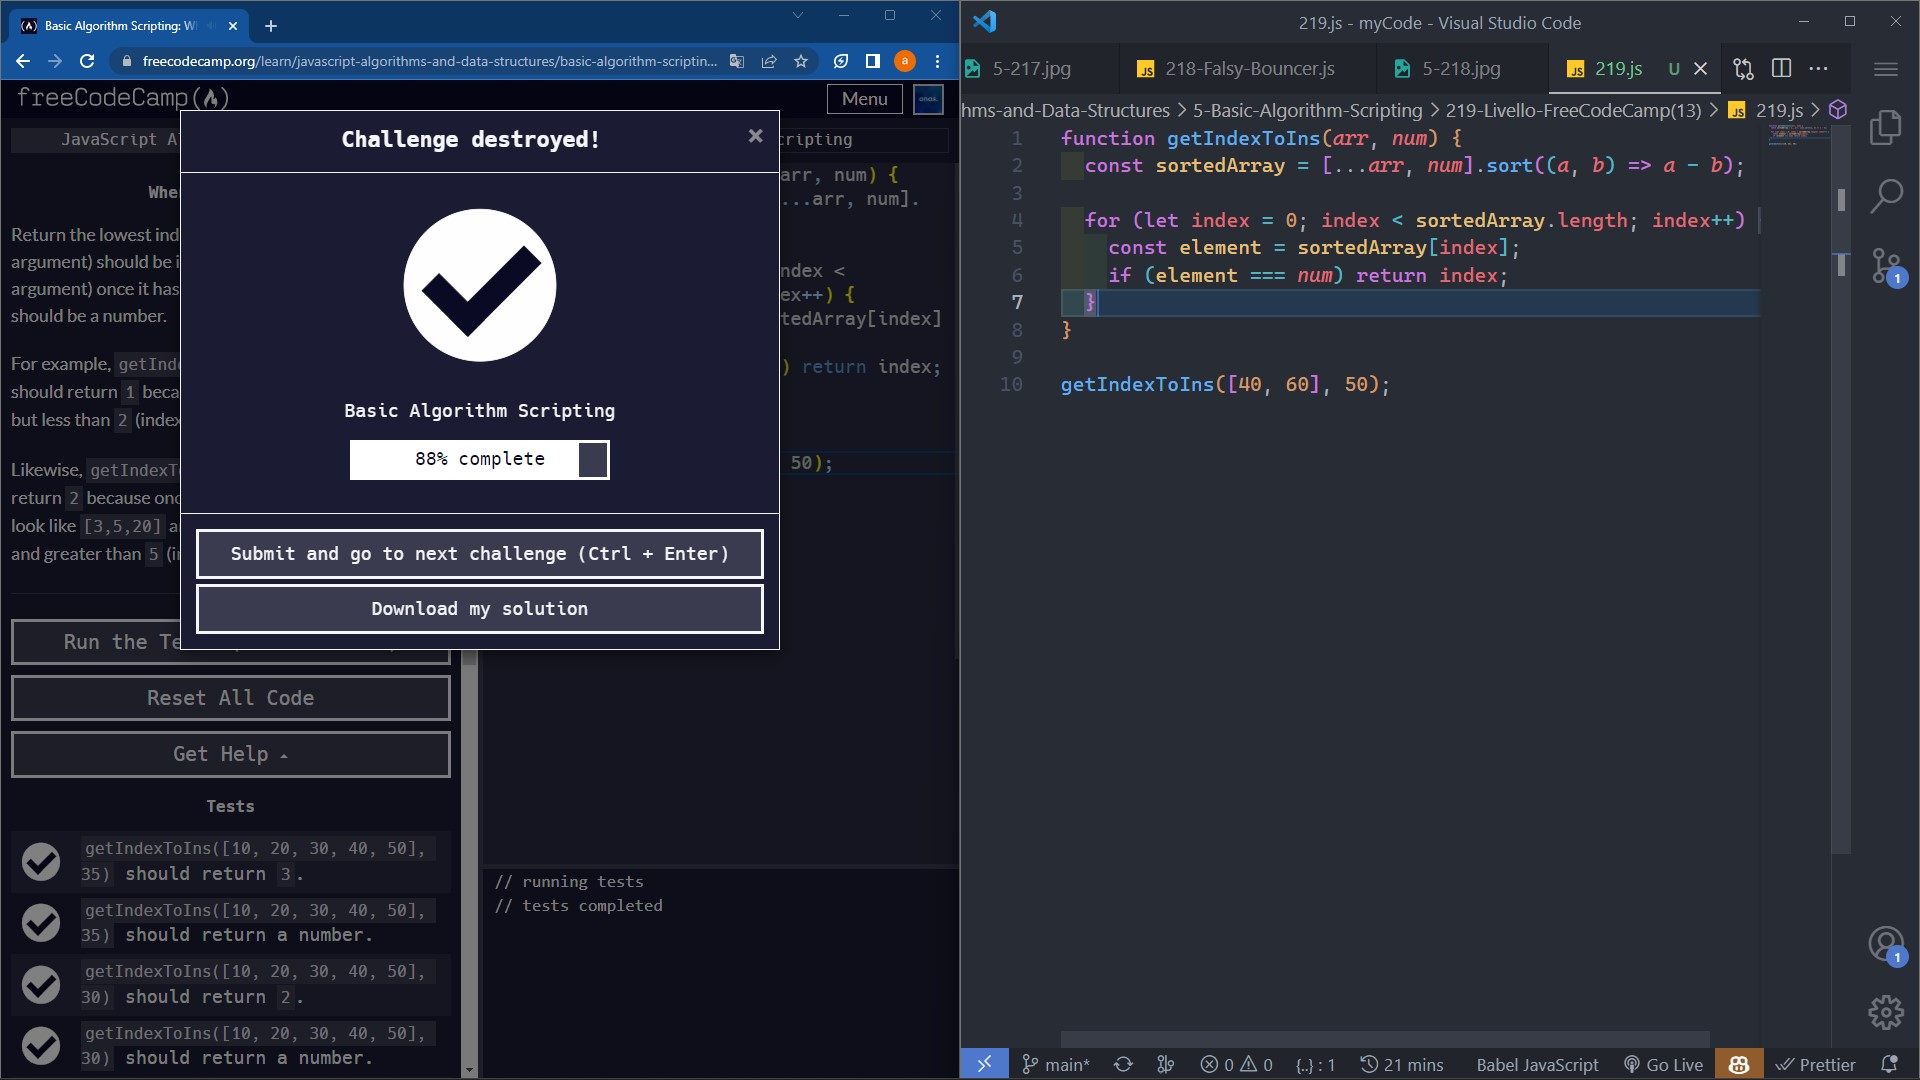 Basic Algorithm Scripting: W
freecodecamp.org/learn/javascript-algorithms-and-data-structures/basic-algorithm-scriptin...
a
freeCodeCamp
Menu
JavaScript A
cripting
Challenge destroyed!
Basic Algorithm Scripting
88% complete
Submit and go to next challenge (Ctrl + Enter)
Download my solution
Whe
Return the lowest ind
argument) should be i
argument) once it has
should be a number.
For example, getInde
should return 1 beca
but less than 2 (index
Likewise, getIndexT
return 2 because onc
look like [3,5,20] a
and greater than 5 (i
Run the Te
Reset All Code
Get Help
Tests
getIndexToIns([10, 20, 30, 40, 50],
35) should return 3.
getIndexToIns([10, 20, 30, 40, 50],
35) should return a number.
getIndexToIns([10, 20, 30, 40, 50],
30) should return 2.
getIndexToIns([10, 20, 30, 40, 50],
30) should return a number.
arr, num) {
...arr, num].
ndex <
ex++) {
tedArray[index]
) return index;
50);
// running tests
// tests completed
219.js - myCode - Visual Studio Code
5-217.jpg
JS 218-Falsy-Bouncer.js
5-218.jpg
JS 219.js U
hms-and-Data-Structures > 5-Basic-Algorithm-Scripting > 219-Livello-FreeCodeCamp(13) > JS 219.js >
1 function getIndexToIns(arr, num) {
2 const sortedArray = [...arr, num].sort((a, b) => a - b);
3
4 for (let index = 0; index < sortedArray.length; index++)
5 const element = sortedArray[index];
6 if (element === num) return index;
7 }
8 }
9
10 getIndexToIns([40, 60], 50);
1
1
main* 0 0 {..} : 1 21 mins Babel JavaScript Go Live Prettier